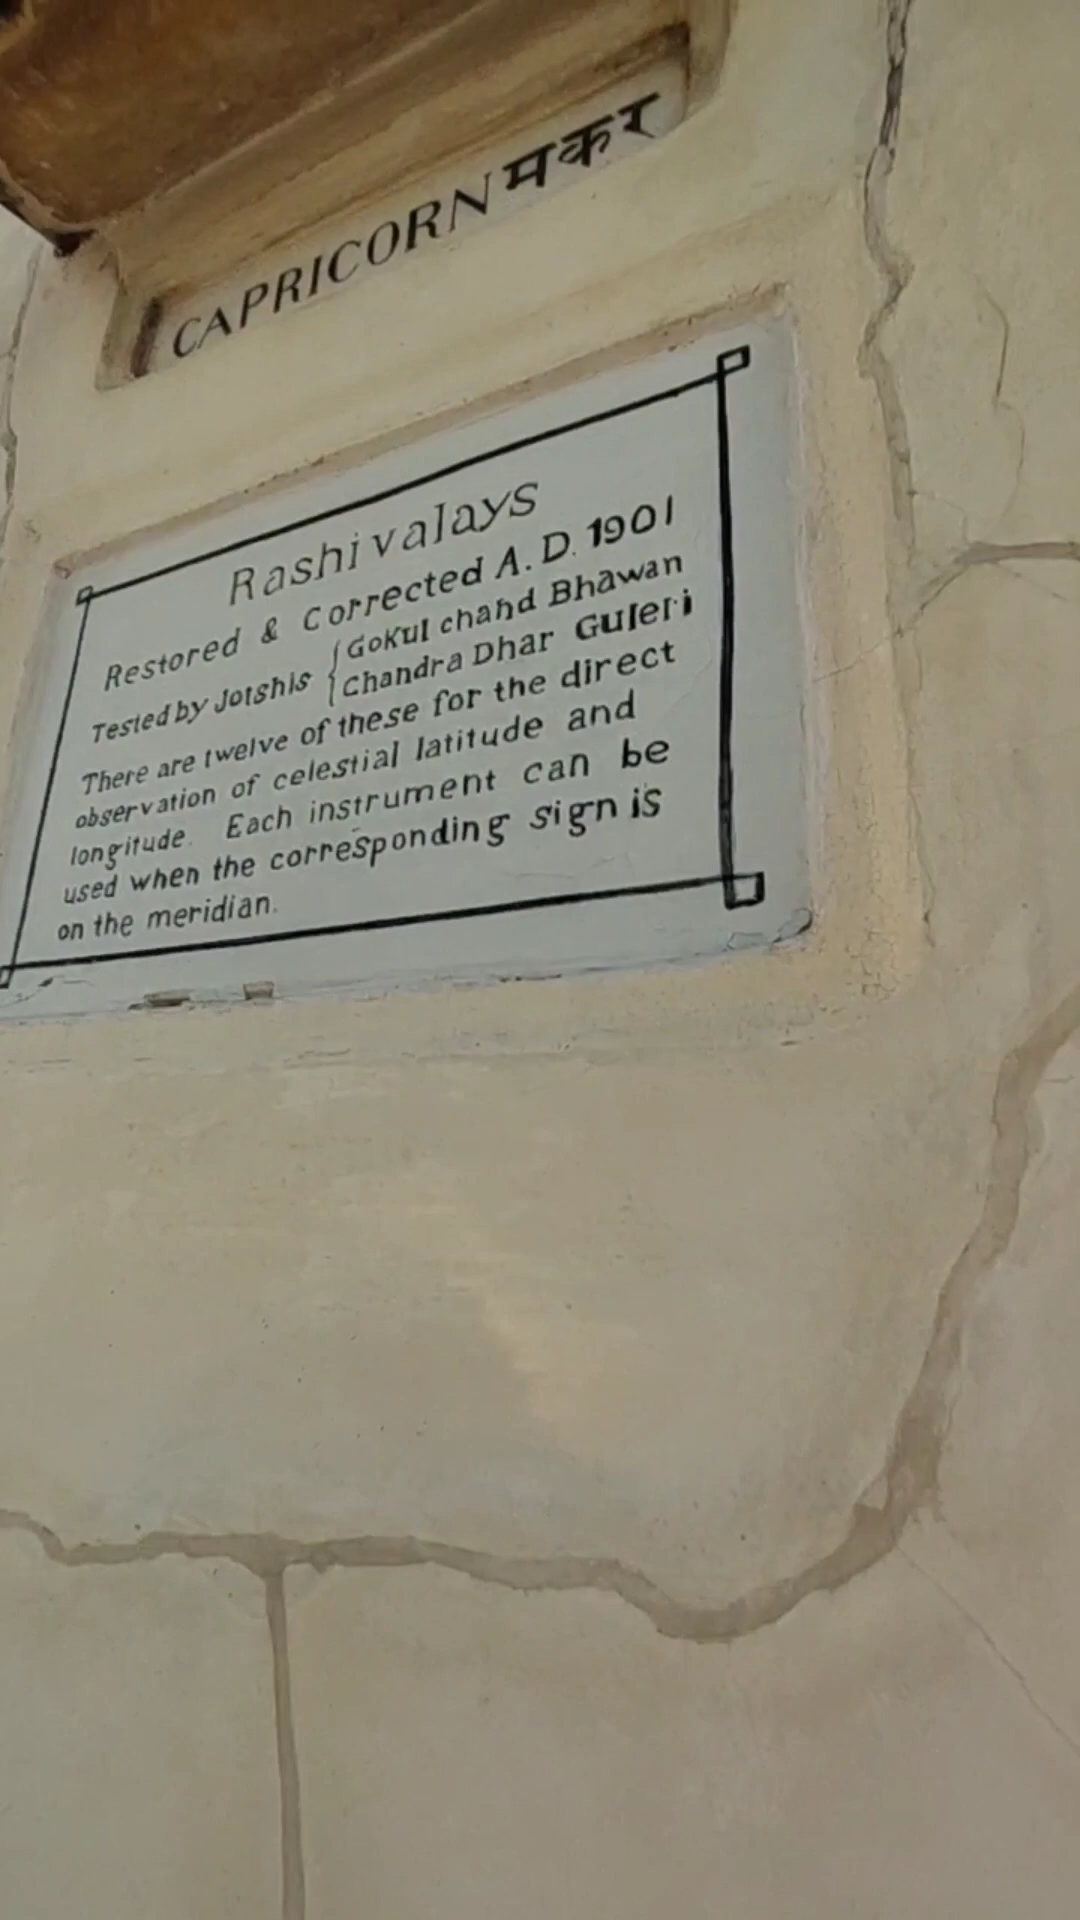 CAPRICORN मकर
Rashivalays
Restored & Corrected A.D. 1901
Tested by Jotshis { Gokul chand Bhawan
Chandra Dhar Guleri
There are twelve of these for the direct
observation of celestial latitude and
longitude. Each instrument can be
used when the corresponding sign is
on the meridian.